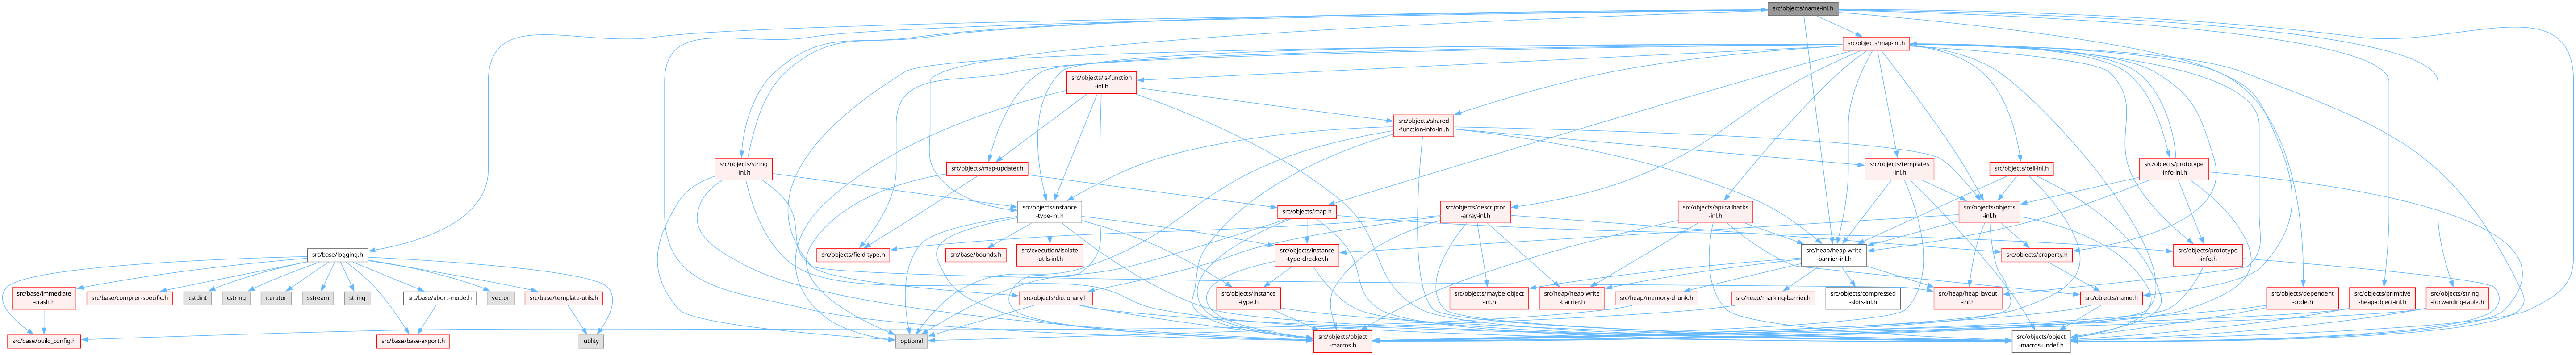 src/objects/name-inl.h
src/objects/map-inl.h
src/objects/js-function
-inl.h
src/objects/shared
-function-info-inl.h
src/objects/string
-inl.h
src/objects/map-updater.h
src/objects/templates
-inl.h
src/objects/cell-inl.h
src/objects/prototype
-info-inl.h
src/objects/instance
-type-inl.h
src/objects/map.h
src/objects/descriptor
-array-inl.h
src/objects/api-callbacks
-inl.h
src/objects/objects
-inl.h
src/base/logging.h
src/objects/field-type.h
src/base/bounds.h
src/execution/isolate
-utils-inl.h
src/objects/instance
-type-checker.h
src/heap/heap-write
-barrier-inl.h
src/objects/property.h
src/objects/prototype
-info.h
src/base/immediate
-crash.h
src/base/compiler-specific.h
cstdint
cstring
iterator
sstream
string
src/base/abort-mode.h
vector
src/base/template-utils.h
src/objects/dictionary.h
src/objects/instance
-type.h
src/objects/maybe-object
-inl.h
src/heap/heap-write
-barrier.h
src/heap/memory-chunk.h
src/heap/marking-barrier.h
src/objects/compressed
-slots-inl.h
src/heap/heap-layout
-inl.h
src/objects/name.h
src/objects/dependent
-code.h
src/objects/primitive
-heap-object-inl.h
src/objects/string
-forwarding-table.h
src/base/build_config.h
src/base/base-export.h
utility
optional
src/objects/object
-macros.h
src/objects/object
-macros-undef.h